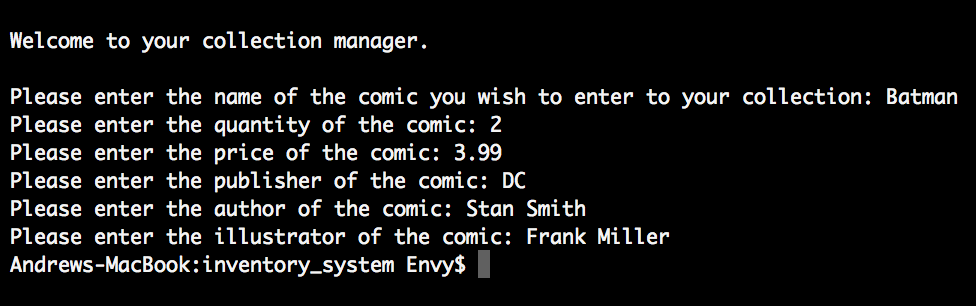 Welcome to your collection manager.
Please enter the name of the comic you wish to enter to your collection: Batman
Please enter the quantity of the comic: 2
Please enter the price of the comic: 3.99
Please enter the publisher of the comic: DC
Please enter the author of the comic: Stan Smith
Please enter the illustrator of the comic: Frank Miller
Andrews-MacBook:inventory_system Envy$